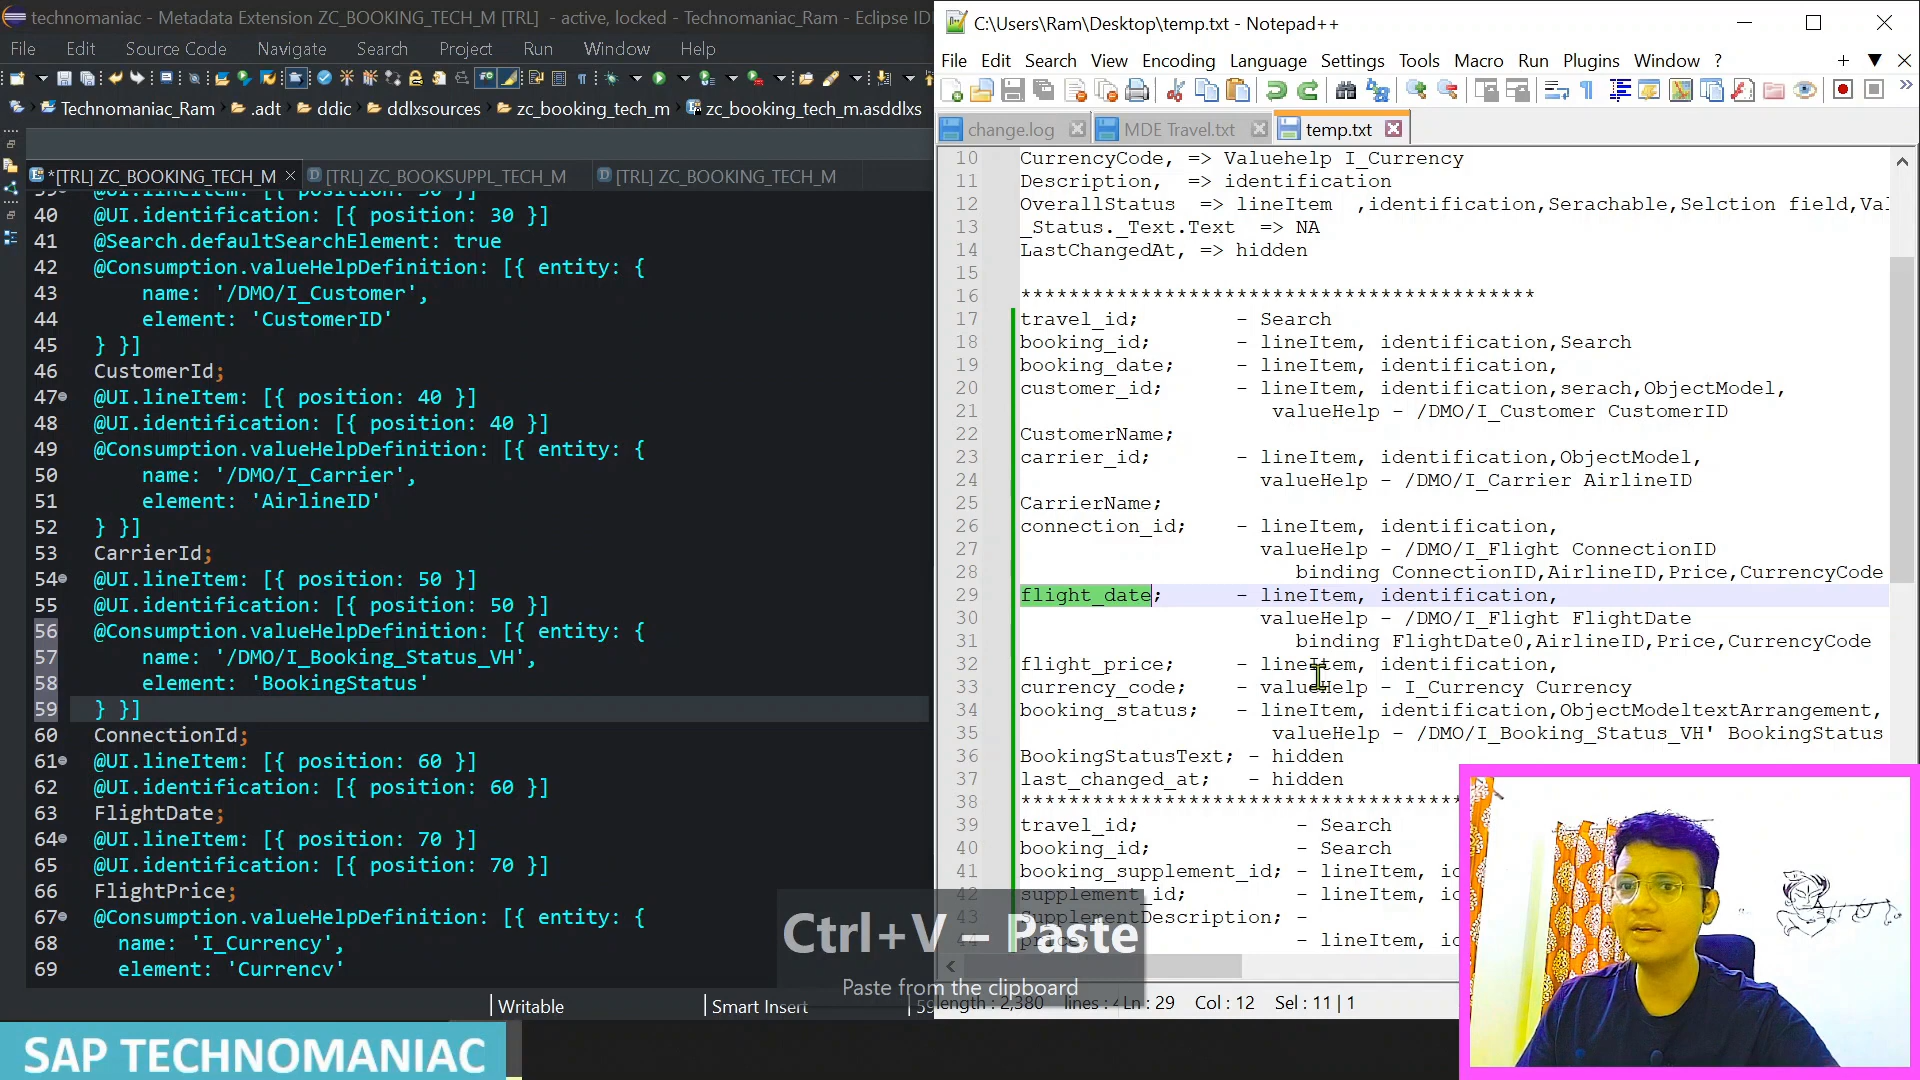 technomaniac - Metadata Extension ZC_BOOKING_TECH_M [TRL]  - active, locked - Technomaniac_Ram - Eclipse ID
File Edit Source Code Navigate Search Project Run Window Help
Technomaniac_Ram .adt ddic ddlxsources zc_booking_tech_m zc_booking_tech_m.asddlxs
*[TRL] ZC_BOOKING_TECH_M [TRL] ZC_BOOKSUPPL_TECH_M [TRL] ZC_BOOKING_TECH_M
40 @UI.identification: [{ position: 30 }]
41 @Search.defaultSearchElement: true
42 @Consumption.valueHelpDefinition: [{ entity: {
43 name: '/DMO/I_Customer',
44 element: 'CustomerID'
45 } }]
46 CustomerId;
47 @UI.lineItem: [{ position: 40 }]
48 @UI.identification: [{ position: 40 }]
49 @Consumption.valueHelpDefinition: [{ entity: {
50 name: '/DMO/I_Carrier',
51 element: 'AirlineID'
52 } }]
53 CarrierId;
54 @UI.lineItem: [{ position: 50 }]
55 @UI.identification: [{ position: 50 }]
56 @Consumption.valueHelpDefinition: [{ entity: {
57 name: '/DMO/I_Booking_Status_VH',
58 element: 'BookingStatus'
59 } }]
60 ConnectionId;
61 @UI.lineItem: [{ position: 60 }]
62 @UI.identification: [{ position: 60 }]
63 FlightDate;
64 @UI.lineItem: [{ position: 70 }]
65 @UI.identification: [{ position: 70 }]
66 FlightPrice;
67 @Consumption.valueHelpDefinition: [{ entity: {
68 name: 'I_Currency',
69 element: 'Currency'
Writable Smart Insert 59
C:\Users\Ram\Desktop\temp.txt - Notepad++
File Edit Search View Encoding Language Settings Tools Macro Run Plugins Window ?
change.log MDE Travel.txt temp.txt
10 CurrencyCode, => Valuehelp I_Currency
11 Description,  => identification
12 OverallStatus  => lineItem  ,identification,Serachable,Selction field,Val
13 _Status._Text.Text  => NA
14 LastChangedAt, => hidden
15
16 *******************************************
17 travel_id; - Search
18 booking_id; - lineItem, identification,Search
19 booking_date; - lineItem, identification,
20 customer_id; - lineItem, identification,serach,ObjectModel,
21 valueHelp - /DMO/I_Customer CustomerID
22 CustomerName;
23 carrier_id; - lineItem, identification,ObjectModel,
24 valueHelp - /DMO/I_Carrier AirlineID
25 CarrierName;
26 connection_id; - lineItem, identification,
27 valueHelp - /DMO/I_Flight ConnectionID
28 binding ConnectionID,AirlineID,Price,CurrencyCode
29 flight_date; - lineItem, identification,
30 valueHelp - /DMO/I_Flight FlightDate
31 binding FlightDate0,AirlineID,Price,CurrencyCode
32 flight_price; - lineItem, identification,
33 currency_code; - valueHelp - I_Currency Currency
34 booking_status; - lineItem, identification,ObjectModeltextArrangement,
35 valueHelp - /DMO/I_Booking_Status_VH' BookingStatus
36 BookingStatusText; - hidden
37 last_changed_at; - hidden
38 *************************************
39 travel_id; - Search
40 booking_id; - Search
41 booking_supplement_id; - lineItem, id
42 supplement_id; - lineItem, id
43 SupplementDescription; -
44 price; - lineItem, id
length : 2,380 lines : Ln : 29 Col : 12 Sel : 11 | 1
Ctrl+V -- Paste
Paste from the clipboard
SAP TECHNOMANIAC